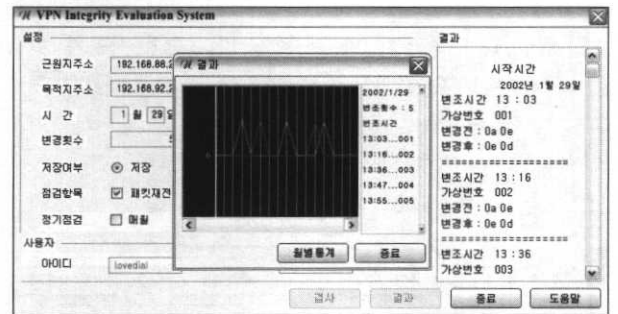 VPN Integrity Evaluation System
설정
근원지주소 192.168.88.2
목적지주소 192.168.92.2
시 간 1 월 29
변경횟수 5
저장여부 저장
점검항목 패킷재전
정기점검 매월
사용자
아이디 lovedial
결과
2002/1/29
변조횟수 : 5
변조시간
13:03...001
13:16...002
13:36...003
13:47...004
13:55...005
월별통계 종료
결과
시작시간
2002년 1월 29일
변조시간 13 : 03
가상번호 001
변경전 : 0a 0e
변경후 : 0e 0d
===================
변조시간 13 : 16
가상번호 002
변경전 : 0a 0e
변경후 : 0e 0d
===================
변조시간 13 : 36
가상번호 003
검사 결과 종료 도움말